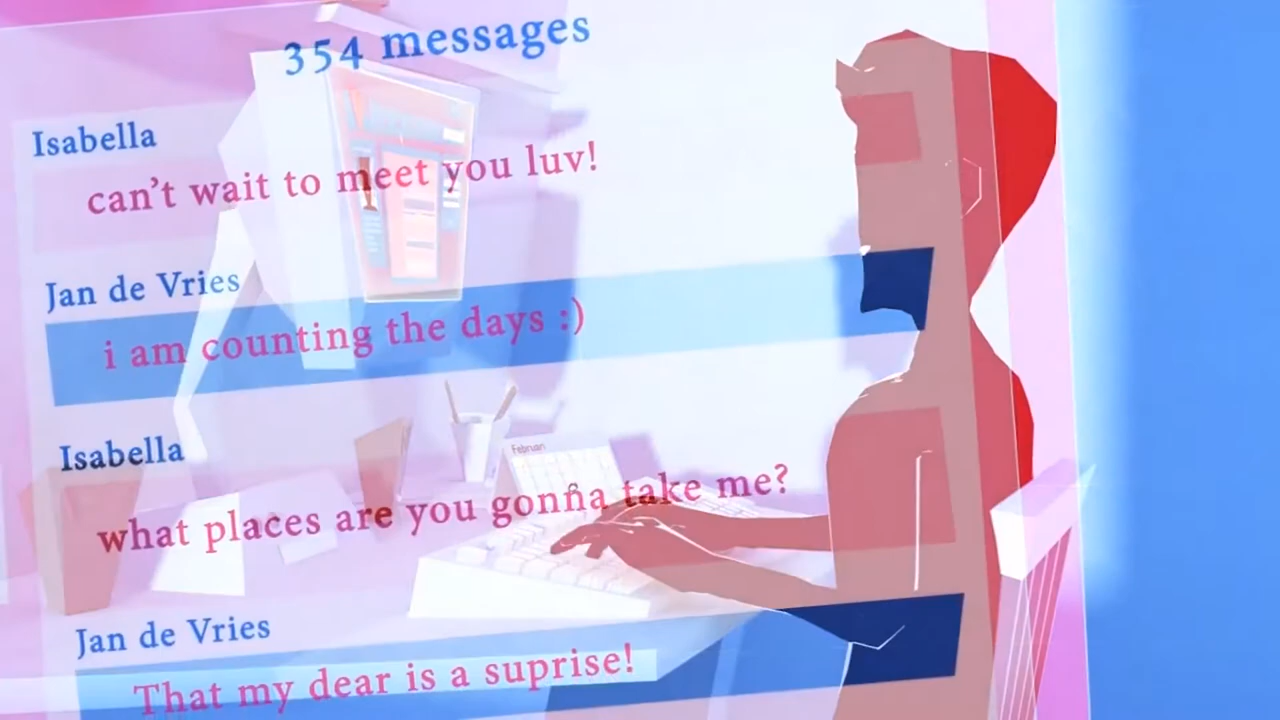 354 messages
Isabella
can't wait to meet you luv!
Jan de Vries
i am counting the days :)
Isabella
Februari
what places are you gonna take me?
Jan de Vries
That my dear is a suprise!